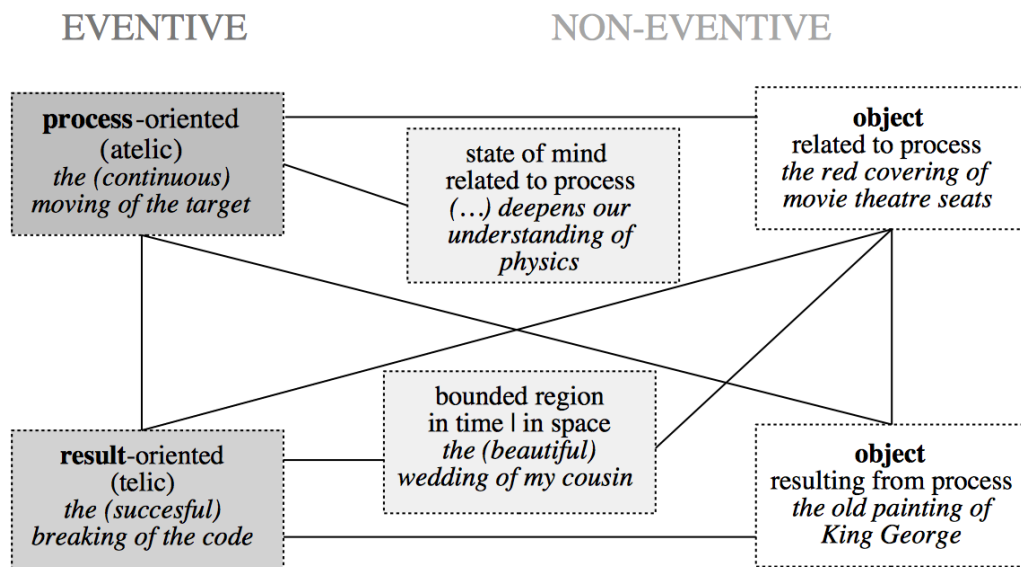 EVENTIVE
NON-EVENTIVE
process-oriented
(atelic)
the (continuous)
moving of the target
state of mind
related to process
(…) deepens our
understanding of
physics
object
related to process
the red covering of
movie theatre seats
result-oriented
(telic)
the (succesful)
breaking of the code
bounded region
in time | in space
the (beautiful)
wedding of my cousin
object
resulting from process
the old painting of
King George